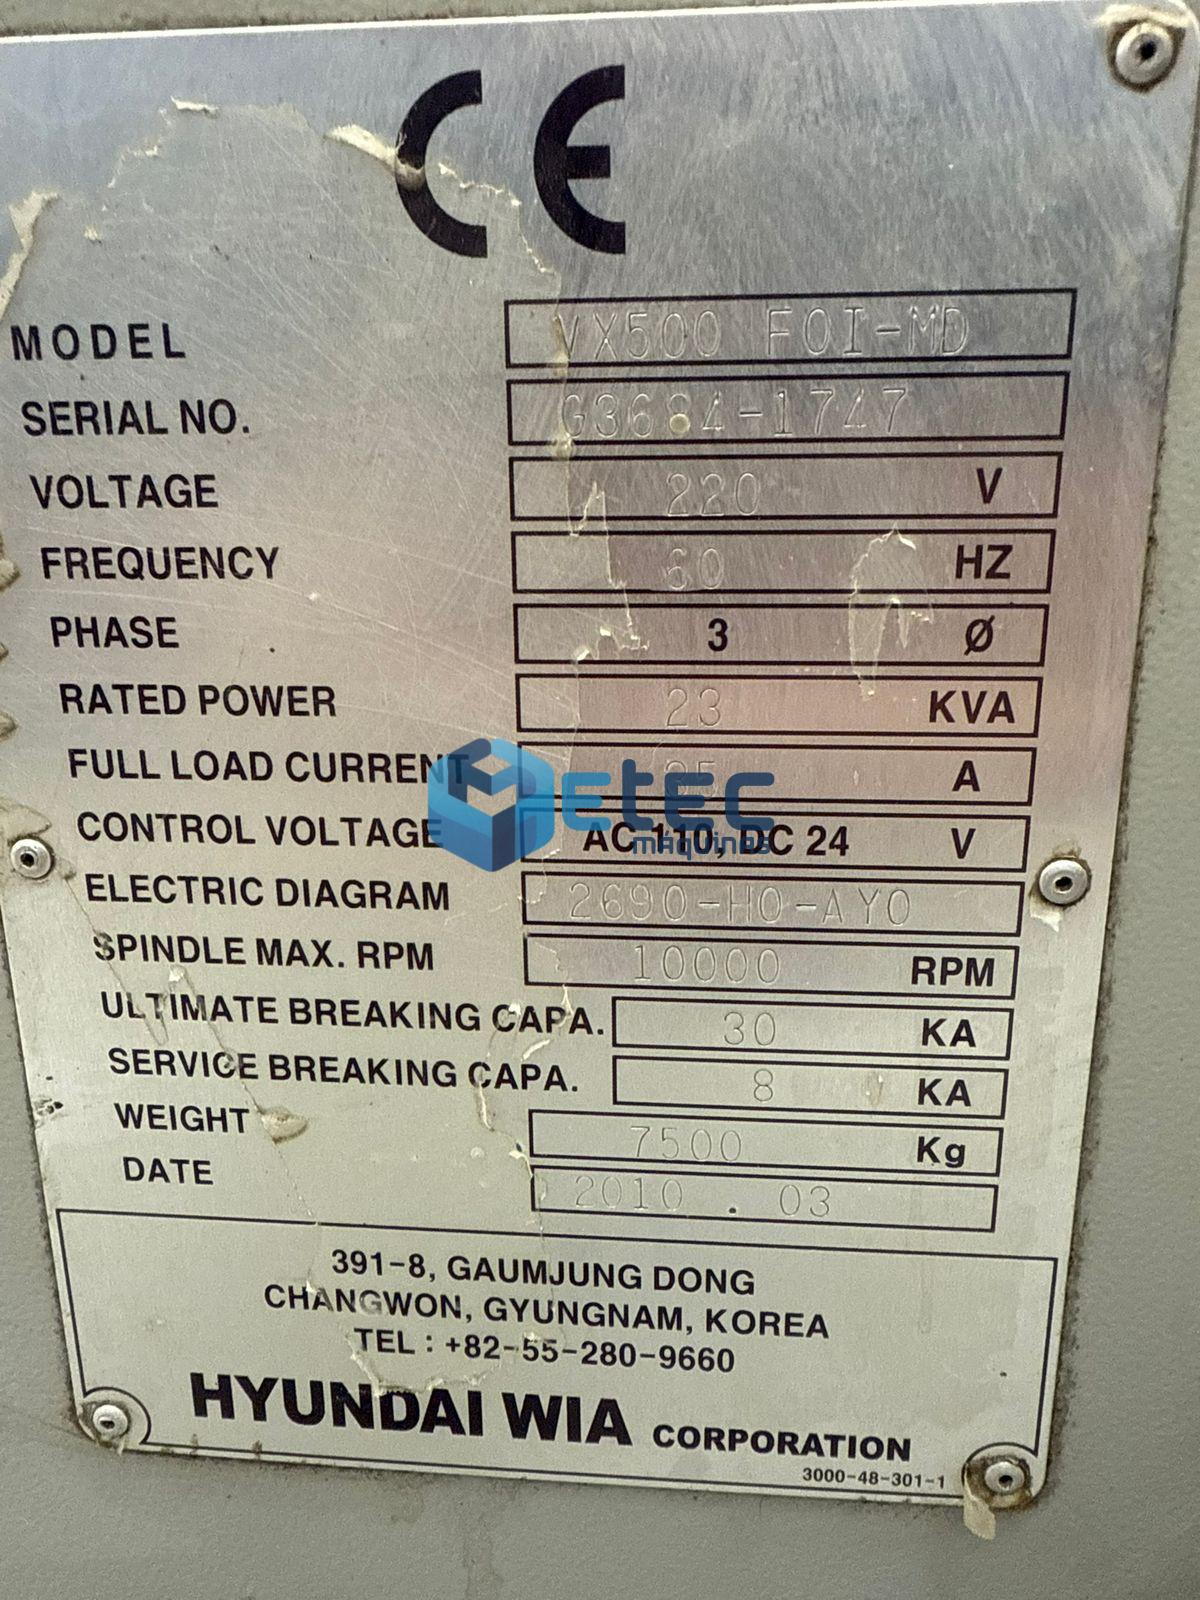 CE
MODEL VX500 FOI-MD
SERIAL NO. G3684-1747
VOLTAGE 220 V
FREQUENCY 60 HZ
PHASE 3 Ø
RATED POWER 23 KVA
FULL LOAD CURRENT A
CONTROL VOLTAGE AC 110, DC 24 V
ELECTRIC DIAGRAM 2690-H0-AY0
SPINDLE MAX. RPM 10000 RPM
ULTIMATE BREAKING CAPA. 30 KA
SERVICE BREAKING CAPA. 8 KA
WEIGHT 7500 Kg
DATE 2010 . 03
391-8, GAUMJUNG DONG
CHANGWON, GYUNGNAM, KOREA
TEL : +82-55-280-9660
HYUNDAI WIA CORPORATION
3000-48-301-1
etec
máquinas